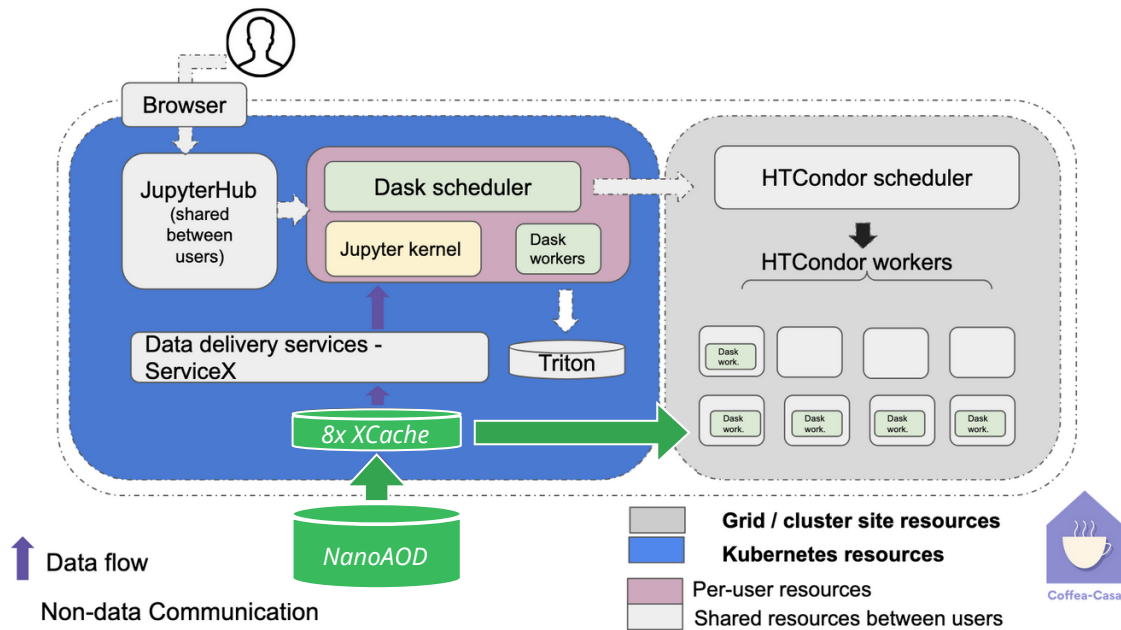 Browser
JupyterHub
(shared
between
users)
Dask scheduler
Jupyter kernel
Dask
workers
HTCondor scheduler
HTCondor workers
Data delivery services -
ServiceX
Triton
8x XCache
NanoAOD
Dask
work.
Dask
work.
Dask
work.
Dask
work.
Dask
work.
Data flow
Non-data Communication
Grid / cluster site resources
Kubernetes resources
Per-user resources
Shared resources between users
Coffea-Casa